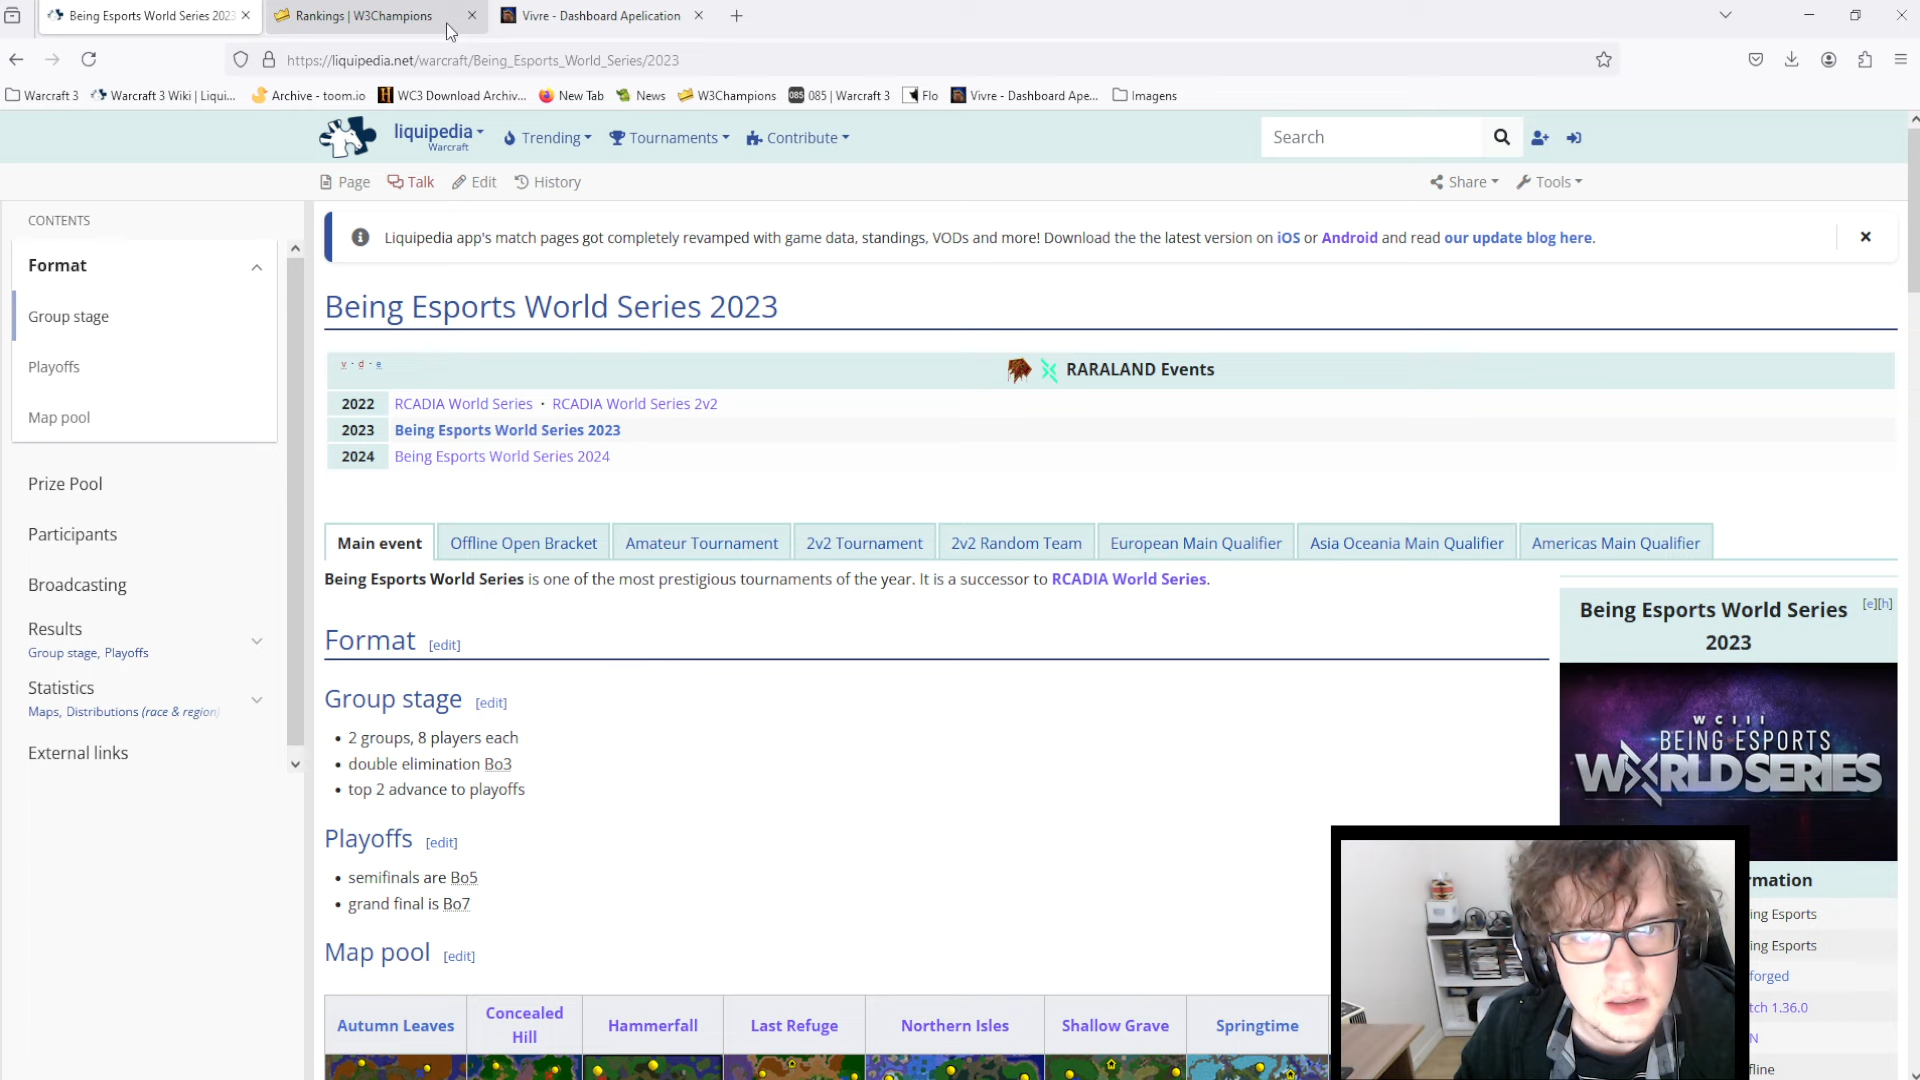 Being Esports World Series 2023
Rankings | W3Champions
Vivre - Dashboard Apelication
https://liquipedia.net/warcraft/Being_Esports_World_Series/2023
Warcraft 3
Warcraft 3 Wiki | Liqui...
Archive - toom.io
WC3 Download Archiv...
New Tab
News
W3Champions
085 | Warcraft 3
Flo
Vivre - Dashboard Ape...
Imagens
liquipedia
Warcraft
Trending
Tournaments
Contribute
Search
Page
Talk
Edit
History
Share
Tools
CONTENTS
Format
Group stage
Playoffs
Map pool
Prize Pool
Participants
Broadcasting
Results
Group stage, Playoffs
Statistics
Maps, Distributions (race & region)
External links
Liquipedia app's match pages got completely revamped with game data, standings, VODs and more! Download the the latest version on iOS or Android and read our update blog here.
Being Esports World Series 2023
v · d · e
RARALAND Events
2022 RCADIA World Series · RCADIA World Series 2v2
2023 Being Esports World Series 2023
2024 Being Esports World Series 2024
Main event
Offline Open Bracket
Amateur Tournament
2v2 Tournament
2v2 Random Team
European Main Qualifier
Asia Oceania Main Qualifier
Americas Main Qualifier
Being Esports World Series is one of the most prestigious tournaments of the year. It is a successor to RCADIA World Series.
Format [edit]
Group stage [edit]
• 2 groups, 8 players each
• double elimination Bo3
• top 2 advance to playoffs
Playoffs [edit]
• semifinals are Bo5
• grand final is Bo7
Map pool [edit]
Autumn Leaves
Concealed
Hill
Hammerfall
Last Refuge
Northern Isles
Shallow Grave
Springtime
Being Esports World Series
2023
[e][h]
WCIII
BEING ESPORTS
WORLD SERIES
rmation
ing Esports
ing Esports
forged
tch 1.36.0
N
ffline